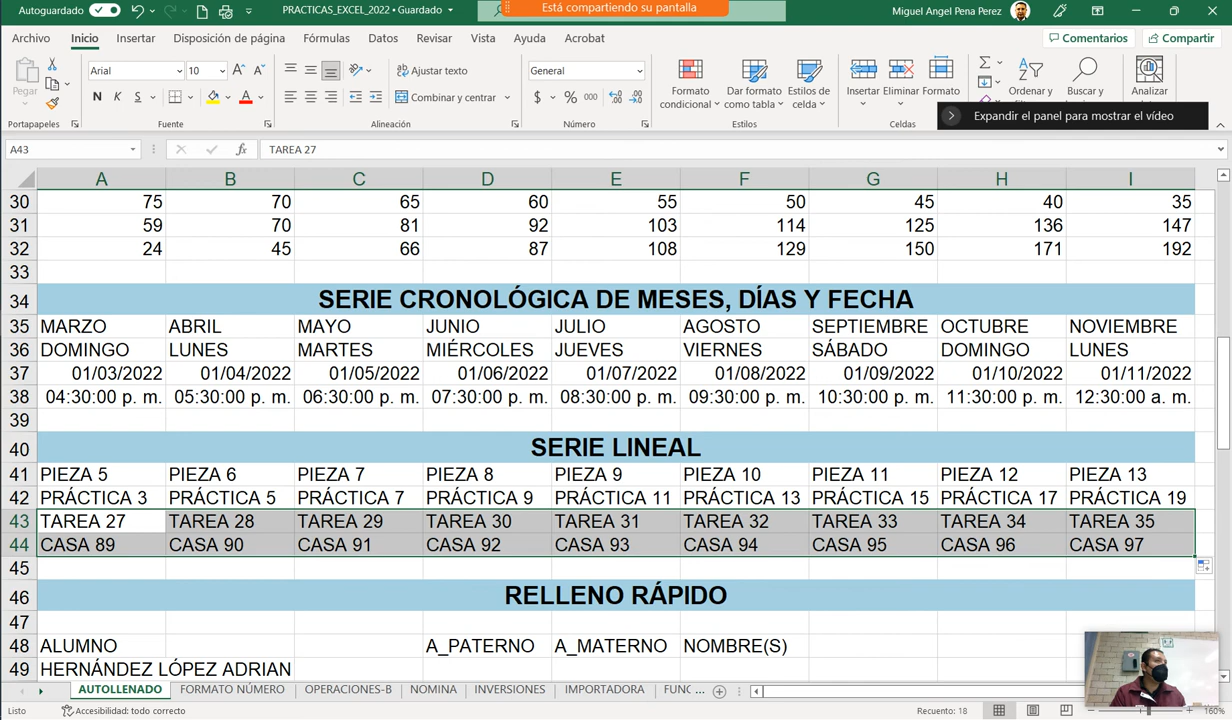 Autoguardado
PRACTICAS_EXCEL_2022 • Guardado
Está compartiendo su pantalla
Miguel Angel Pena Perez
Archivo Inicio Insertar Disposición de página Fórmulas Datos Revisar Vista Ayuda Acrobat Comentarios Compartir
Pegar
Arial 10
N K S
Ajustar texto
Combinar y centrar
General
$ % 000
Formato condicional
Dar formato como tabla
Estilos de celda
Insertar Eliminar Formato
Ordenar y
Buscar y
Analizar
Expandir el panel para mostrar el vídeo
Portapapeles Fuente Alineación Número Estilos Celdas
A43 fx TAREA 27
A B C D E F G H I
30 75 70 65 60 55 50 45 40 35
31 59 70 81 92 103 114 125 136 147
32 24 45 66 87 108 129 150 171 192
33
34 SERIE CRONOLÓGICA DE MESES, DÍAS Y FECHA
35 MARZO ABRIL MAYO JUNIO JULIO AGOSTO SEPTIEMBRE OCTUBRE NOVIEMBRE
36 DOMINGO LUNES MARTES MIÉRCOLES JUEVES VIERNES SÁBADO DOMINGO LUNES
37 01/03/2022 01/04/2022 01/05/2022 01/06/2022 01/07/2022 01/08/2022 01/09/2022 01/10/2022 01/11/2022
38 04:30:00 p. m. 05:30:00 p. m. 06:30:00 p. m. 07:30:00 p. m. 08:30:00 p. m. 09:30:00 p. m. 10:30:00 p. m. 11:30:00 p. m. 12:30:00 a. m.
39
40 SERIE LINEAL
41 PIEZA 5 PIEZA 6 PIEZA 7 PIEZA 8 PIEZA 9 PIEZA 10 PIEZA 11 PIEZA 12 PIEZA 13
42 PRÁCTICA 3 PRÁCTICA 5 PRÁCTICA 7 PRÁCTICA 9 PRÁCTICA 11 PRÁCTICA 13 PRÁCTICA 15 PRÁCTICA 17 PRÁCTICA 19
43 TAREA 27 TAREA 28 TAREA 29 TAREA 30 TAREA 31 TAREA 32 TAREA 33 TAREA 34 TAREA 35
44 CASA 89 CASA 90 CASA 91 CASA 92 CASA 93 CASA 94 CASA 95 CASA 96 CASA 97
45
46 RELLENO RÁPIDO
47
48 ALUMNO A_PATERNO A_MATERNO NOMBRE(S)
49 HERNÁNDEZ LÓPEZ ADRIAN
AUTOLLENADO FORMATO NÚMERO OPERACIONES-B NOMINA INVERSIONES IMPORTADORA FUNC ...
Listo Accesibilidad: todo correcto Recuento: 18 160%